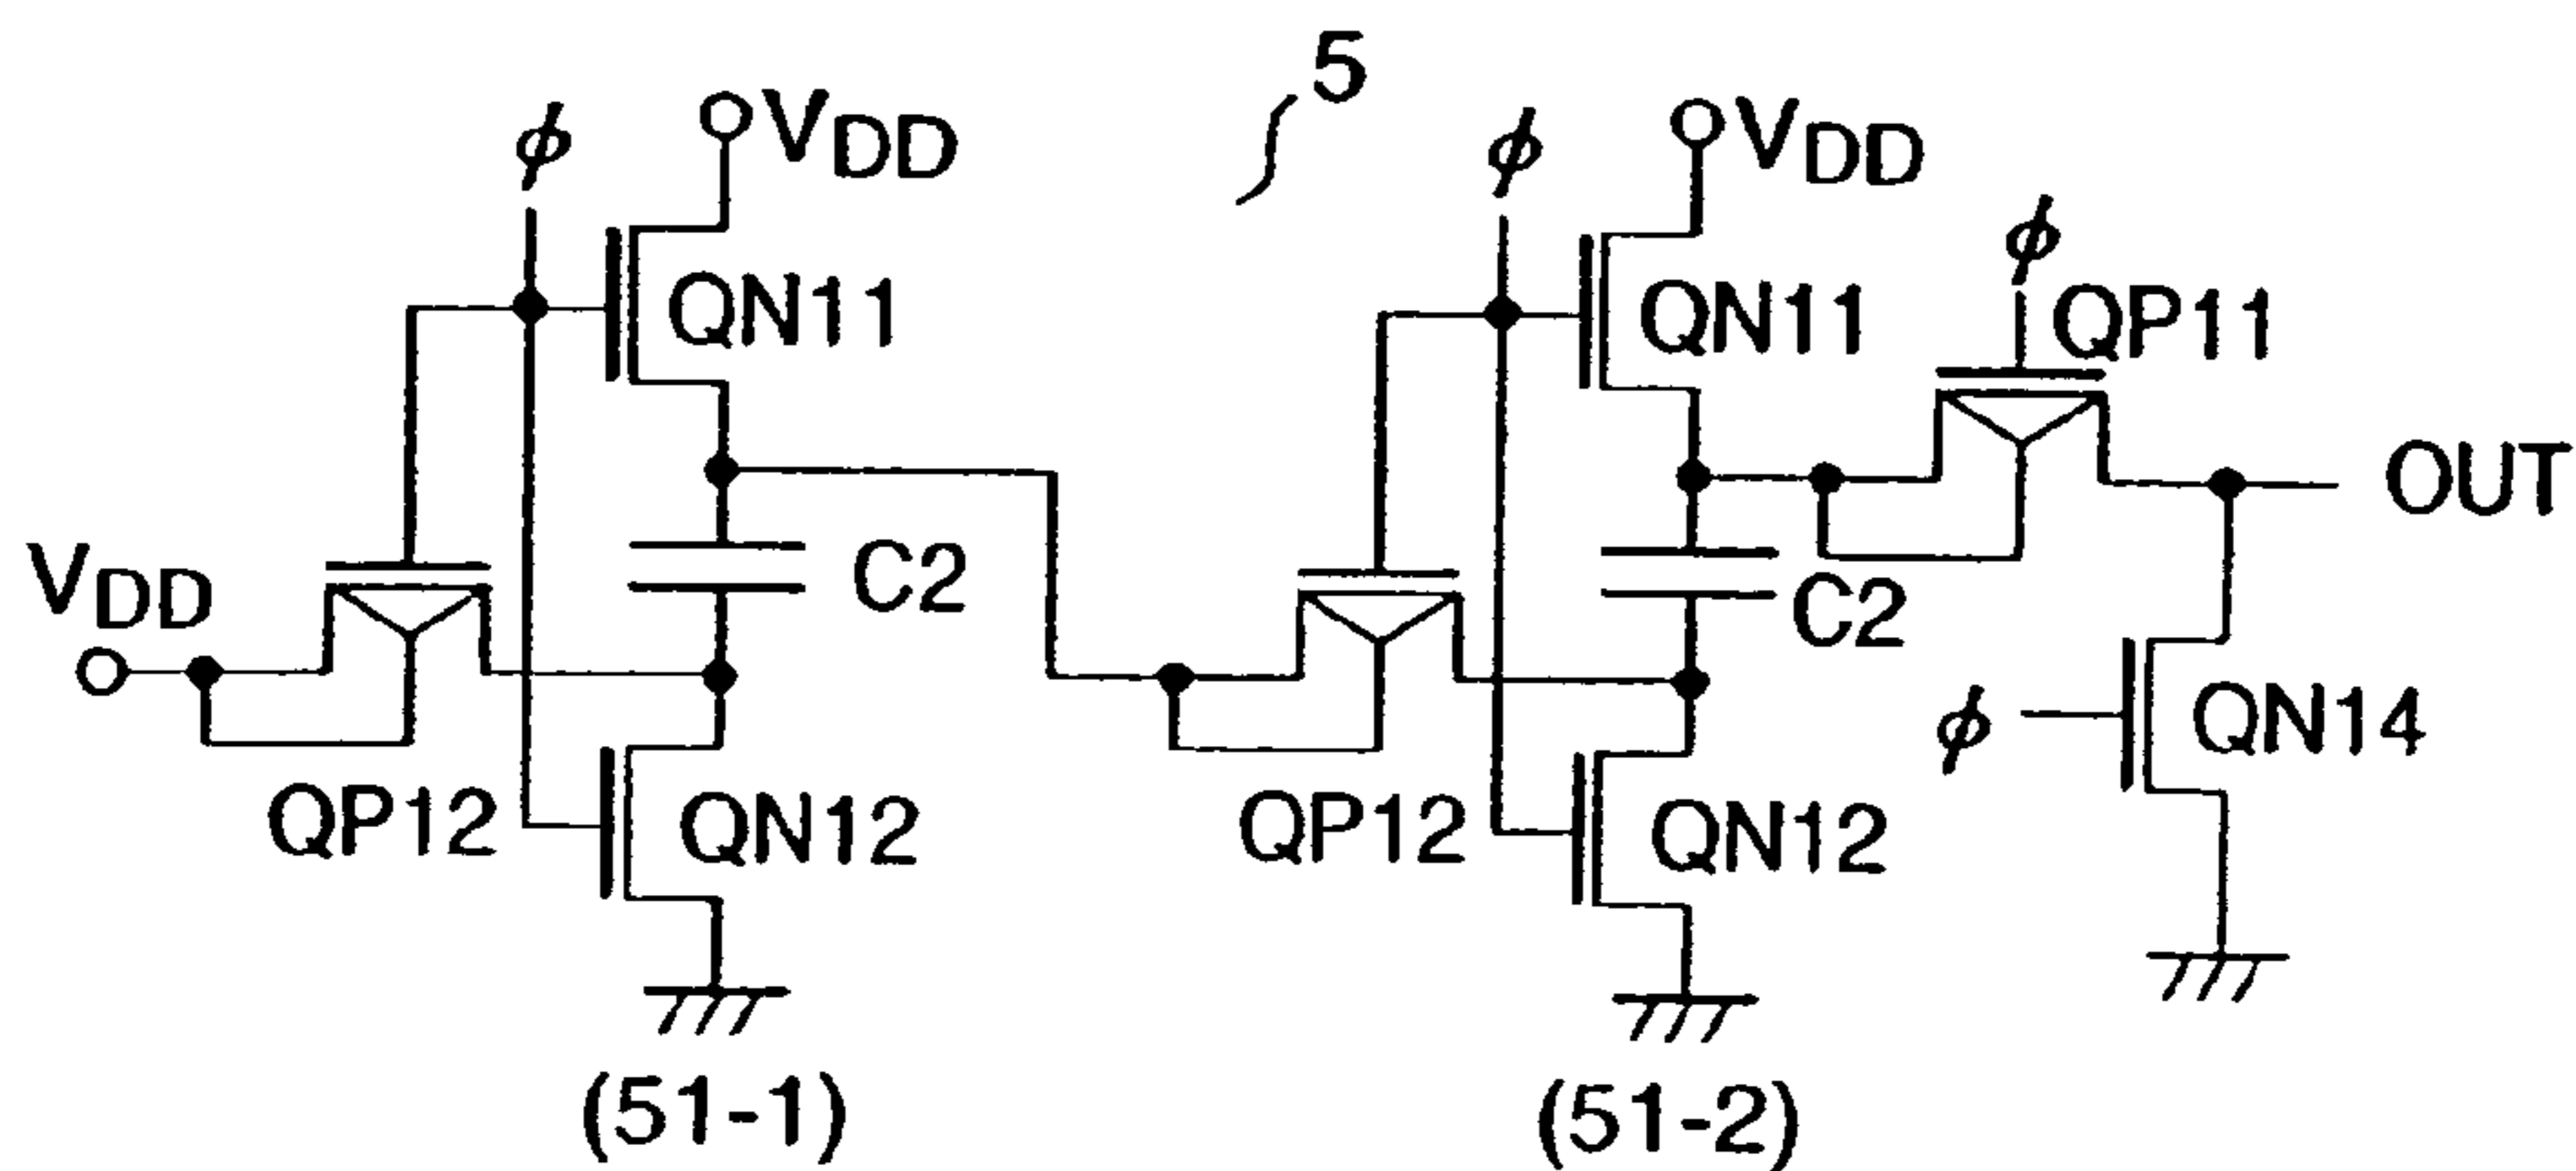 5
ϕ
VDD
ϕ
VDD
ϕ
QN11
QN11
QP11
OUT
VDD
C2
C2
ϕ
QN14
QP12
QN12
QP12
QN12
(51-1)
(51-2)